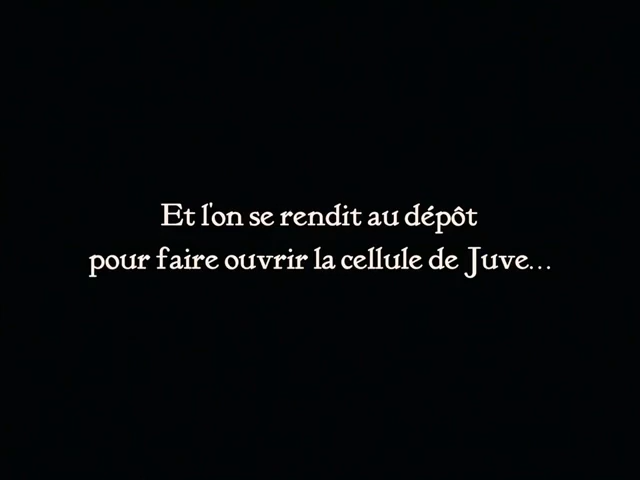 Et l'on se rendit au dépôt
pour faire ouvrir la cellule de Juve...